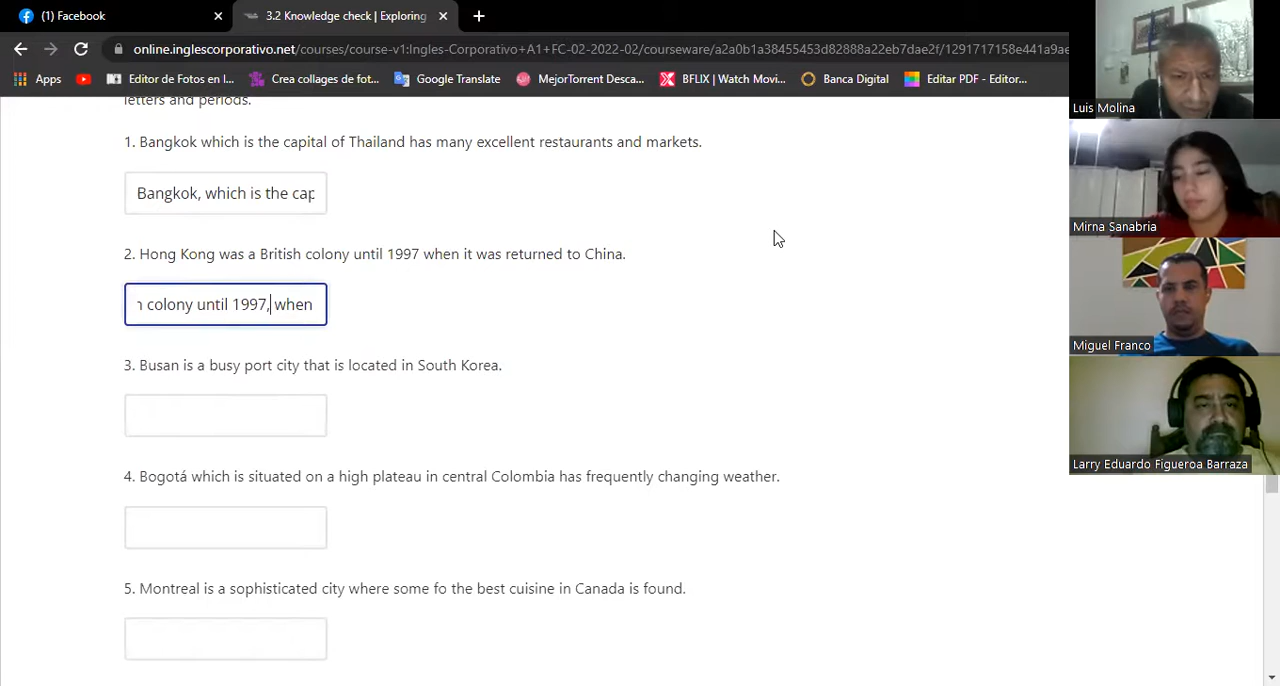 (1) Facebook
3.2 Knowledge check | Exploring
online.inglescorporativo.net/courses/course-v1:Ingles-Corporativo+A1+FC-02-2022-02/courseware/a2a0b1a38455453d82888a22eb7dae2f/1291717158e441a9ae
Apps
Editor de Fotos en l...
Crea collages de fot...
Google Translate
MejorTorrent Desca...
BFLIX | Watch Movi...
Banca Digital
Editar PDF - Editor...
letters and periods.
1. Bangkok which is the capital of Thailand has many excellent restaurants and markets.
Bangkok, which is the cap
2. Hong Kong was a British colony until 1997 when it was returned to China.
n colony until 1997, when
3. Busan is a busy port city that is located in South Korea.
4. Bogotá which is situated on a high plateau in central Colombia has frequently changing weather.
5. Montreal is a sophisticated city where some fo the best cuisine in Canada is found.
Luis Molina
Mirna Sanabria
Miguel Franco
Larry Eduardo Figueroa Barraza